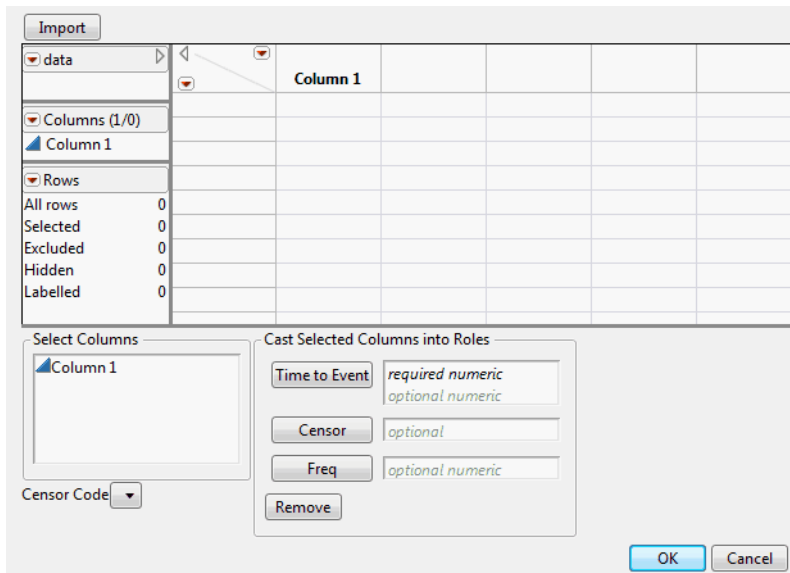 Import
data
Column 1
Columns (1/0)
Column 1
Rows
All rows 0
Selected 0
Excluded 0
Hidden 0
Labelled 0
Select Columns
Column 1
Censor Code
Cast Selected Columns into Roles
Time to Event required numeric
optional numeric
Censor optional
Freq optional numeric
Remove
OK Cancel